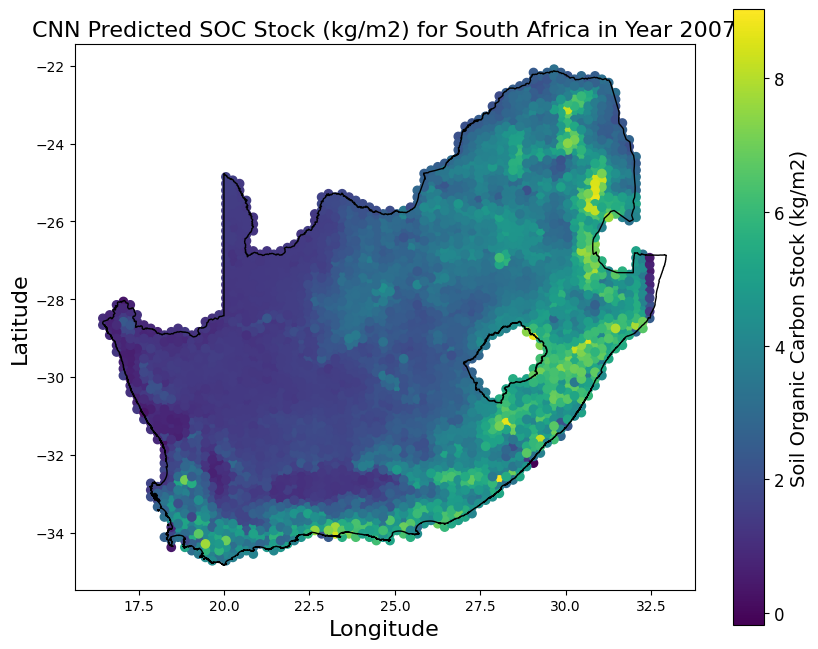 CNN Predicted SOC Stock (kg/m2) for South Africa in Year 2007
−22
−24
−26
−28
−30
−32
−34
Latitude
17.5 20.0 22.5 25.0 27.5 30.0 32.5
Longitude
8
6
4
2
0
Soil Organic Carbon Stock (kg/m2)